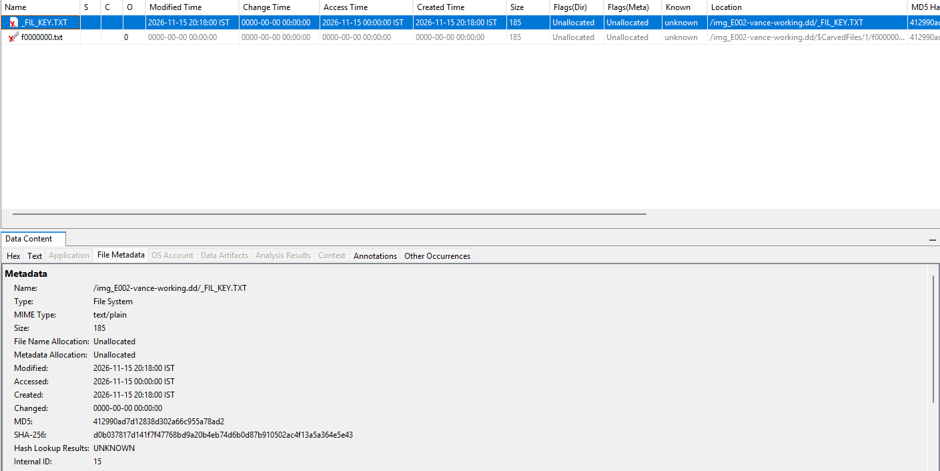 Name S C O Modified Time Change Time Access Time Created Time Size Flags(Dir) Flags(Meta) Known Location MD5 Ha
_FIL_KEY.TXT 2026-11-15 20:18:00 IST 0000-00-00 00:00:00 2026-11-15 00:00:00 IST 2026-11-15 20:18:00 IST 185 Unallocated Unallocated unknown /img_E002-vance-working.dd/_FIL_KEY.TXT 412990ad
f0000000.txt 0 0000-00-00 00:00:00 0000-00-00 00:00:00 0000-00-00 00:00:00 0000-00-00 00:00:00 185 Unallocated Unallocated unknown /img_E002-vance-working.dd/$CarvedFiles/1/f000000... 412990ad
Data Content
Hex Text Application File Metadata OS Account Data Artifacts Analysis Results Context Annotations Other Occurrences
Metadata
Name: /img_E002-vance-working.dd/_FIL_KEY.TXT
Type: File System
MIME Type: text/plain
Size: 185
File Name Allocation: Unallocated
Metadata Allocation: Unallocated
Modified: 2026-11-15 20:18:00 IST
Accessed: 2026-11-15 00:00:00 IST
Created: 2026-11-15 20:18:00 IST
Changed: 0000-00-00 00:00:00
MD5: 412990ad7d12838d302a66c955a78ad2
SHA-256: d0b037817d141f7f47768bd9a20b4eb74d6b0d87b910502ac4f13a5a364e5e43
Hash Lookup Results: UNKNOWN
Internal ID: 15